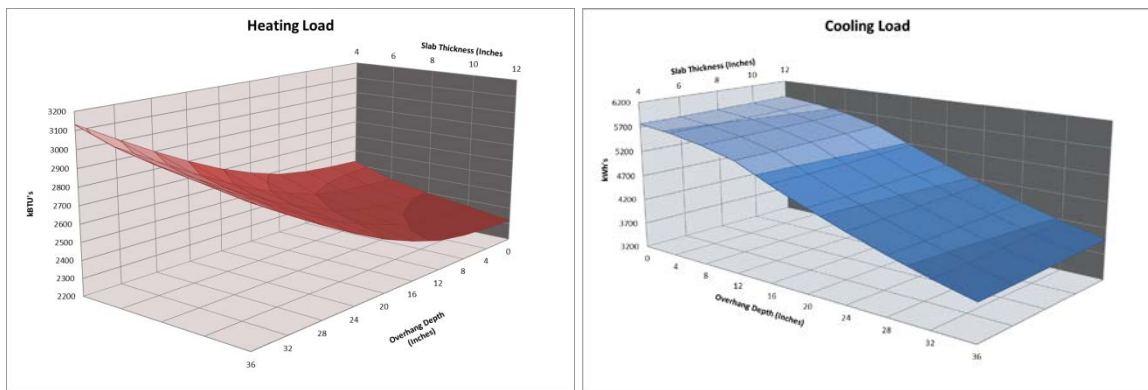 Heating Load
Slab Thickness (Inches
4 6 8 10 12
3200
3100
3000
2900
2800
2700
2600
2500
2400
2300
2200
kBTU's
0
4
8
12
16
20
24
28
32
36
Overhang Depth
(Inches)
Cooling Load
Slab Thickness (Inches)
4 6 8 10 12
6200
5700
5200
4700
4200
3700
3200
kWh's
0 4 8 12 16 20 24 28 32 36
Overhang Depth (Inches)